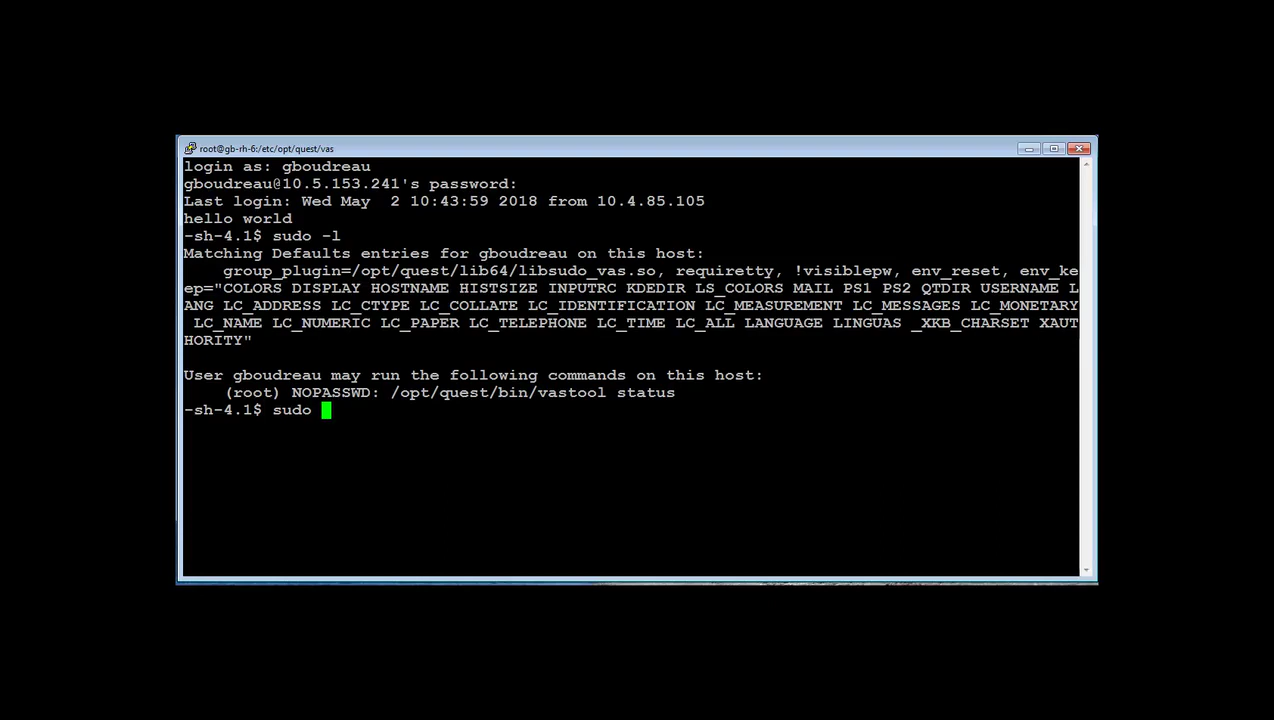 root@gb-rh-6:/etc/opt/quest/vas
login as: gboudreau
gboudreau@10.5.153.241's password:
Last login: Wed May  2 10:43:59 2018 from 10.4.85.105
hello world
-sh-4.1$ sudo -l
Matching Defaults entries for gboudreau on this host:
    group_plugin=/opt/quest/lib64/libsudo_vas.so, requiretty, !visiblepw, env_reset, env_ke
ep="COLORS DISPLAY HOSTNAME HISTSIZE INPUTRC KDEDIR LS_COLORS MAIL PS1 PS2 QTDIR USERNAME L
ANG LC_ADDRESS LC_CTYPE LC_COLLATE LC_IDENTIFICATION LC_MEASUREMENT LC_MESSAGES LC_MONETARY
 LC_NAME LC_NUMERIC LC_PAPER LC_TELEPHONE LC_TIME LC_ALL LANGUAGE LINGUAS _XKB_CHARSET XAUT
HORITY"
User gboudreau may run the following commands on this host:
    (root) NOPASSWD: /opt/quest/bin/vastool status
-sh-4.1$ sudo